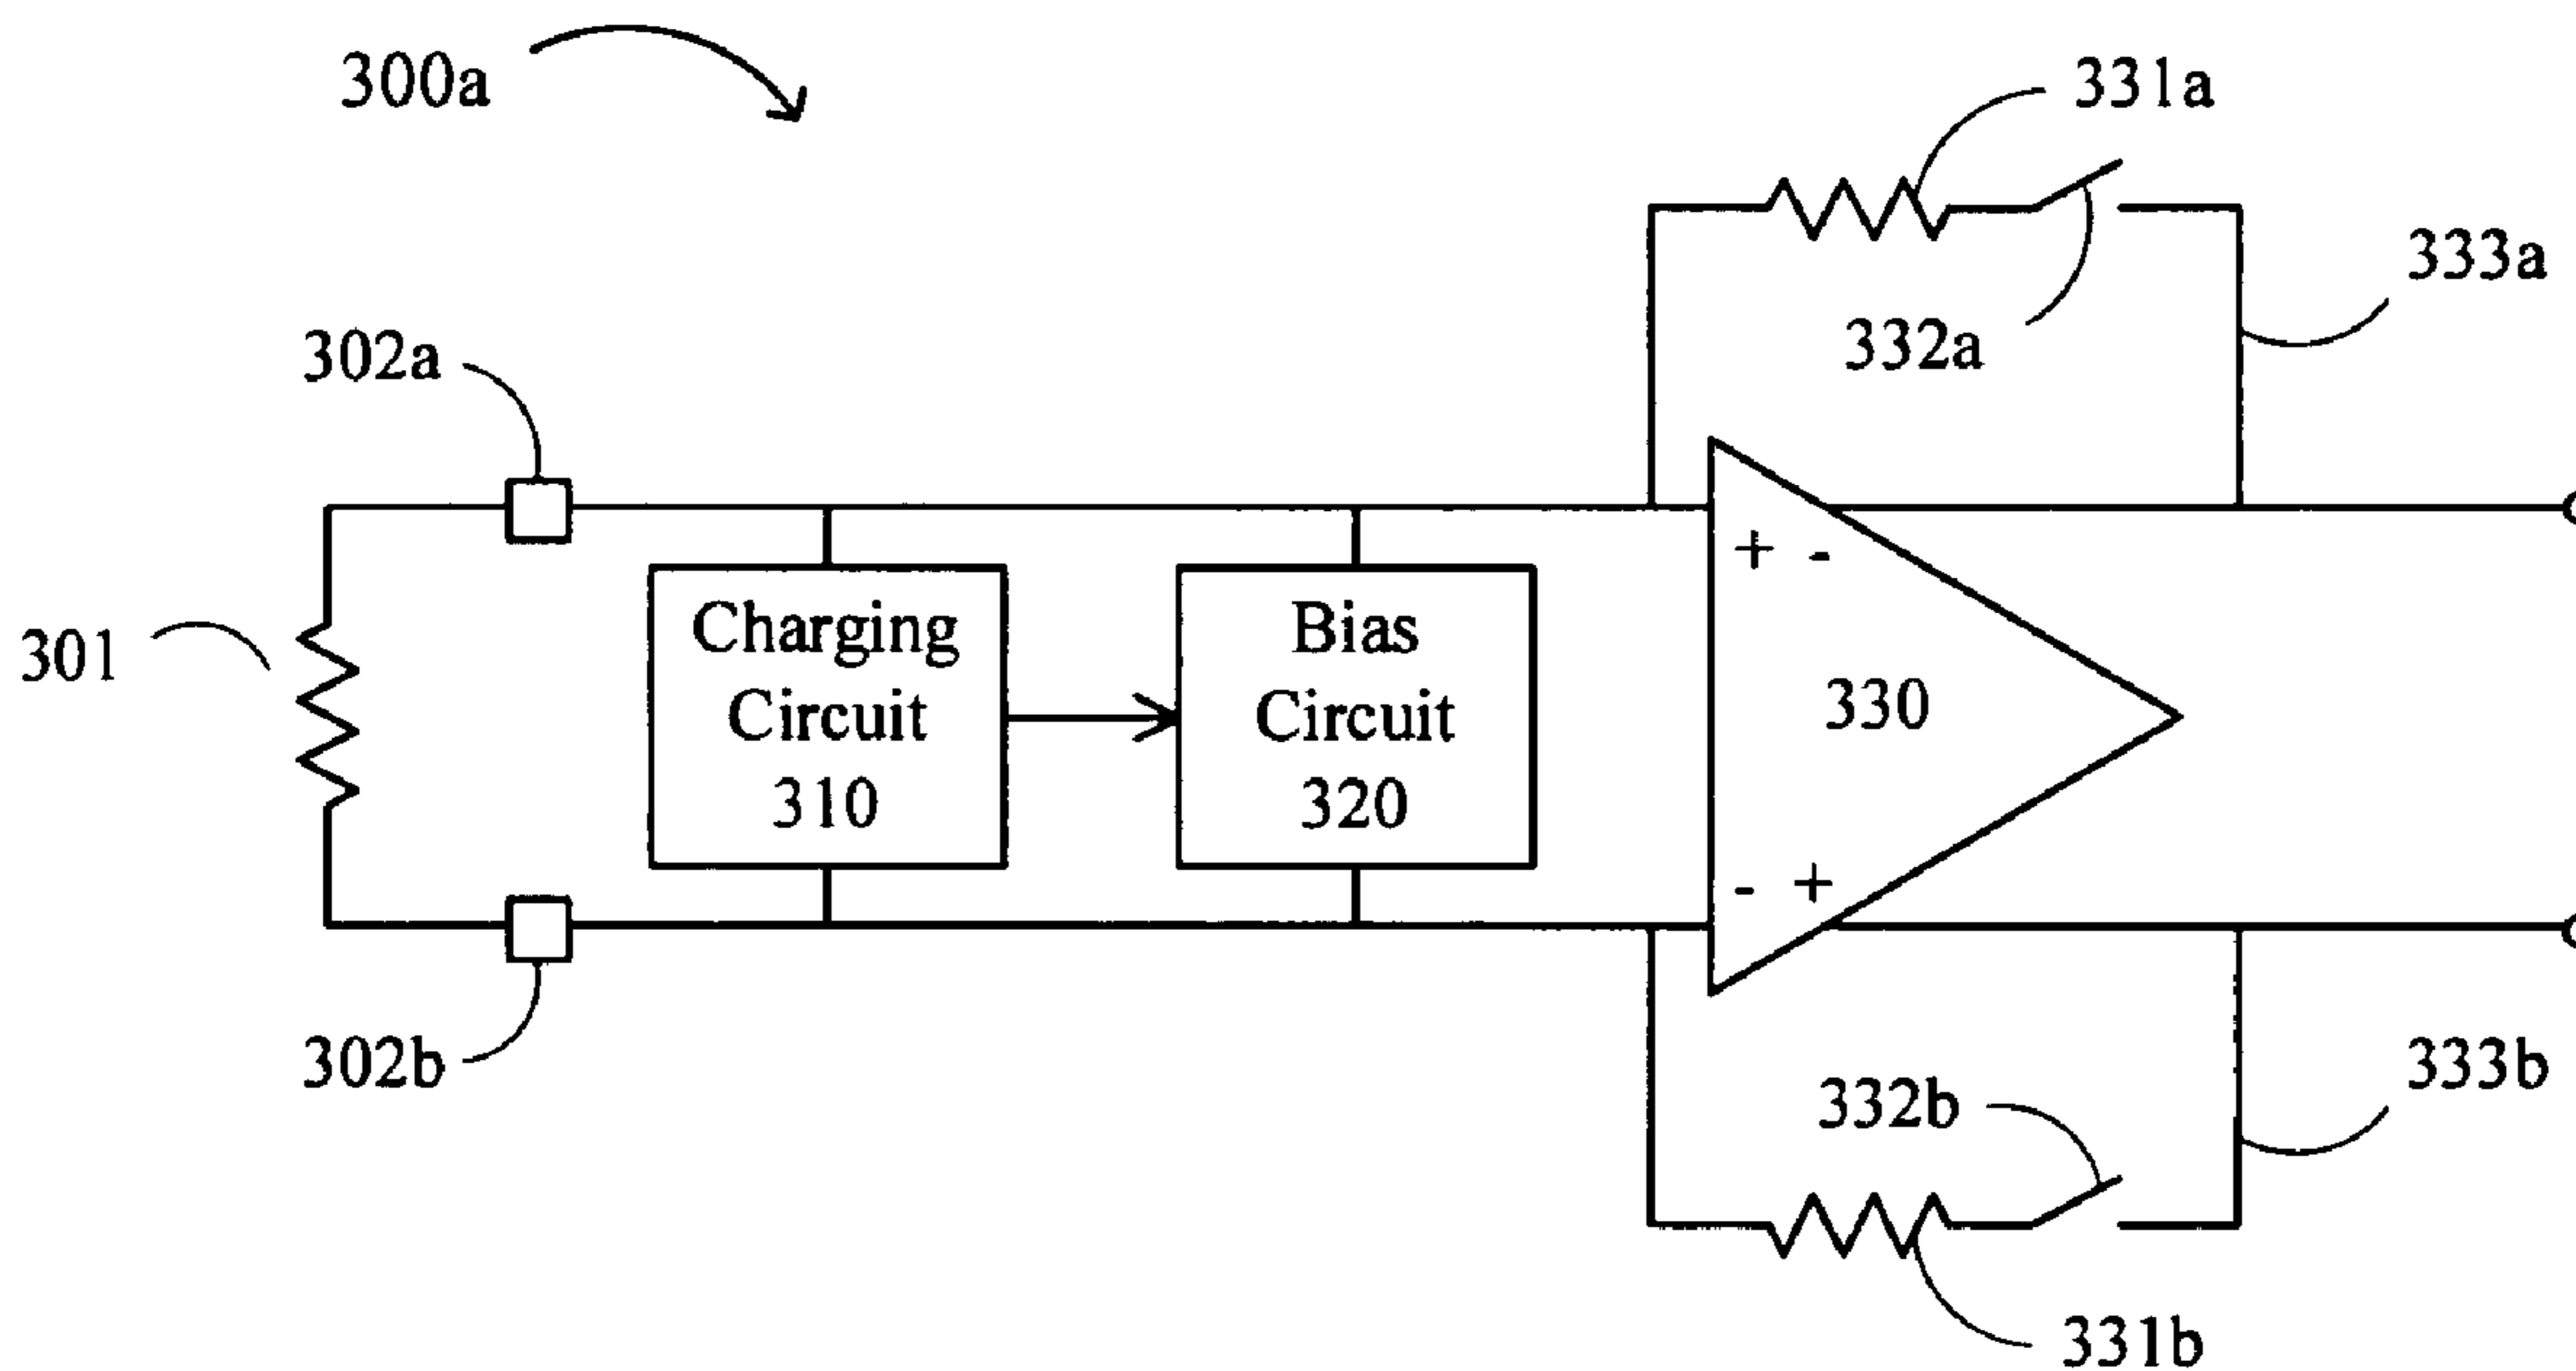 300a
331a
333a
332a
302a
301
Charging
Circuit
310
Bias
Circuit
320
+ -
330
- +
302b
333b
332b
331b